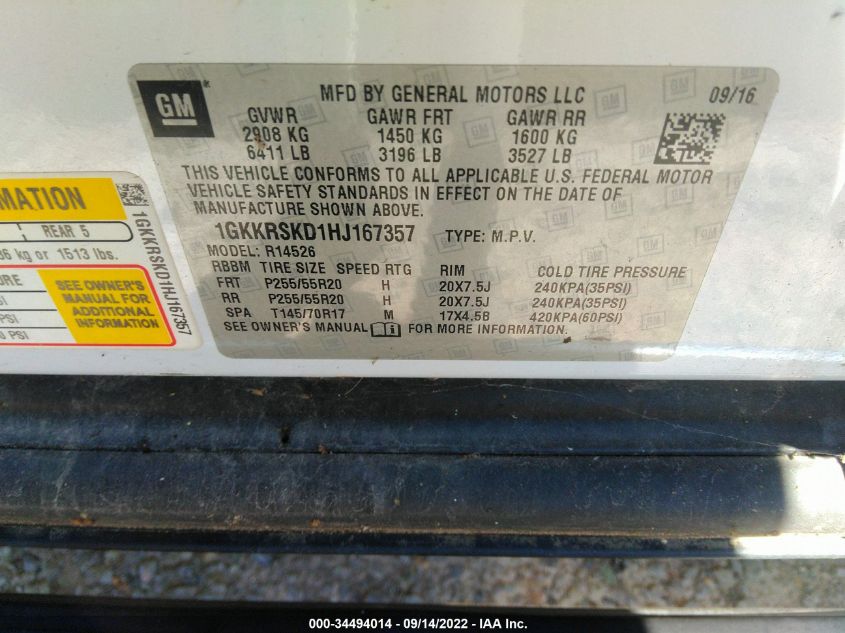 GM
MFD BY GENERAL MOTORS LLC 09/16
GVWR GAWR FRT GAWR RR
2908 KG 1450 KG 1600 KG
6411 LB 3196 LB 3527 LB
THIS VEHICLE CONFORMS TO ALL APPLICABLE U.S. FEDERAL MOTOR
VEHICLE SAFETY STANDARDS IN EFFECT ON THE DATE OF
MANUFACTURE SHOWN ABOVE.
1GKKRSKD1HJ167357 TYPE: M.P.V.
MODEL: R14526
RBBM TIRE SIZE SPEED RTG RIM COLD TIRE PRESSURE
FRT P255/55R20 H 20X7.5J 240KPA(35PSI)
RR P255/55R20 H 20X7.5J 240KPA(35PSI)
SPA T145/70R17 M 17X4.5B 420KPA(60PSI)
SEE OWNER'S MANUAL FOR MORE INFORMATION.
REAR 5
kg or 1513 lbs.
SEE OWNER'S
MANUAL FOR
ADDITIONAL
INFORMATION
PSI
1GKKRSKD1HJ167357
000-34494014 - 09/14/2022 - IAA Inc.